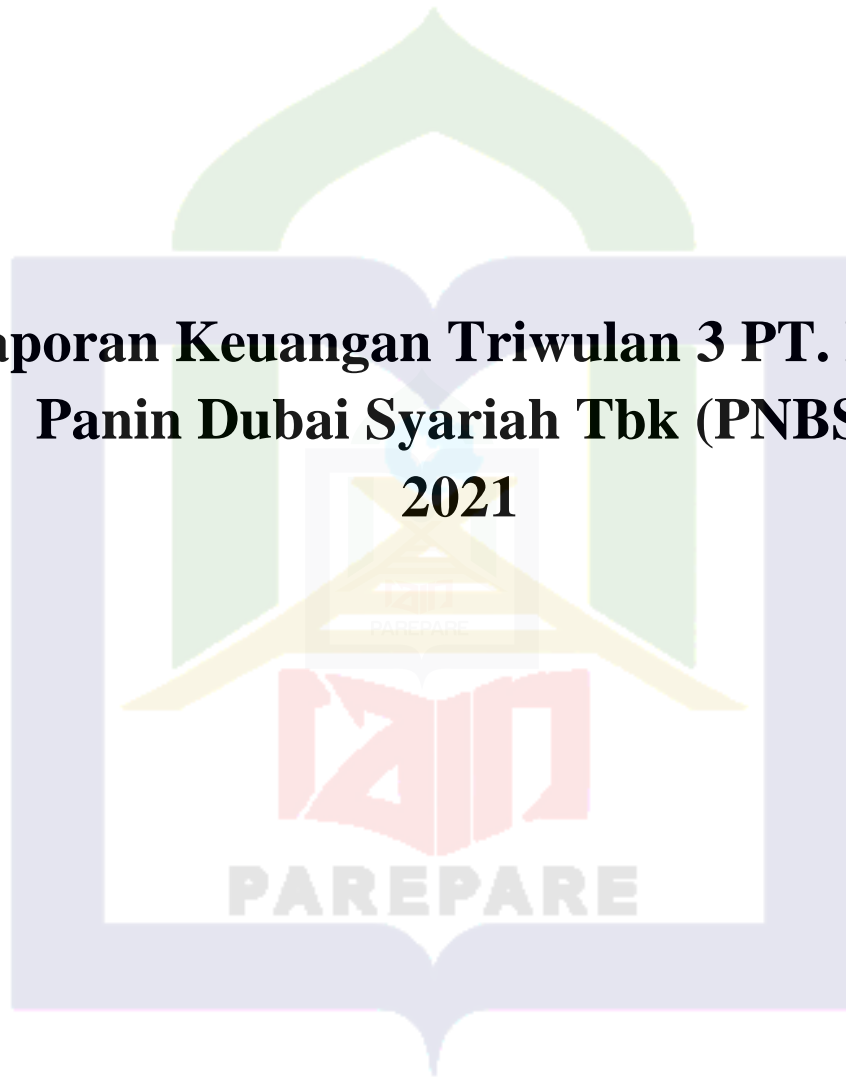 aporan Keuangan Triwulan 3 PT.
Panin Dubai Syariah Tbk (PNBS
2021
PAREPARE
PAREPARE